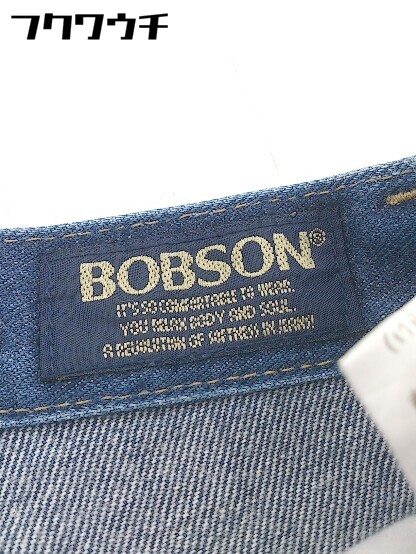 フクワウチ
BOBSON®
IT'S SO COMFORTABLE TO WEAR.
YOU RELAX BODY AND SOUL.
A REVOLUTION OF SOFTNESS IN JEANS!